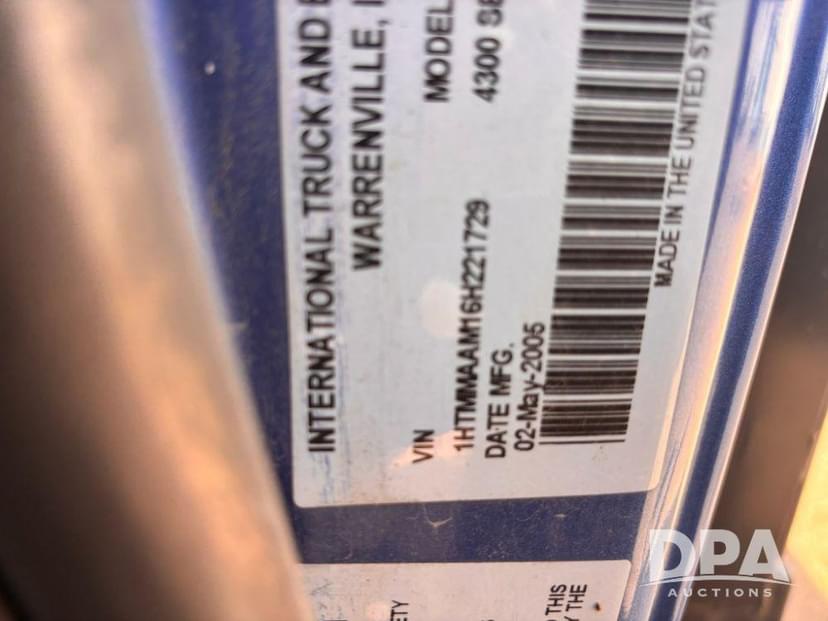 INTERNATIONAL TRUCK AND
WARRENVILLE,
MODEL
4300
VIN
1HTMMAAM16H221729
DATE MFG.
02-May-2005
MADE IN THE UNITED STAT
THIS
THE
DPA
AUCTIONS